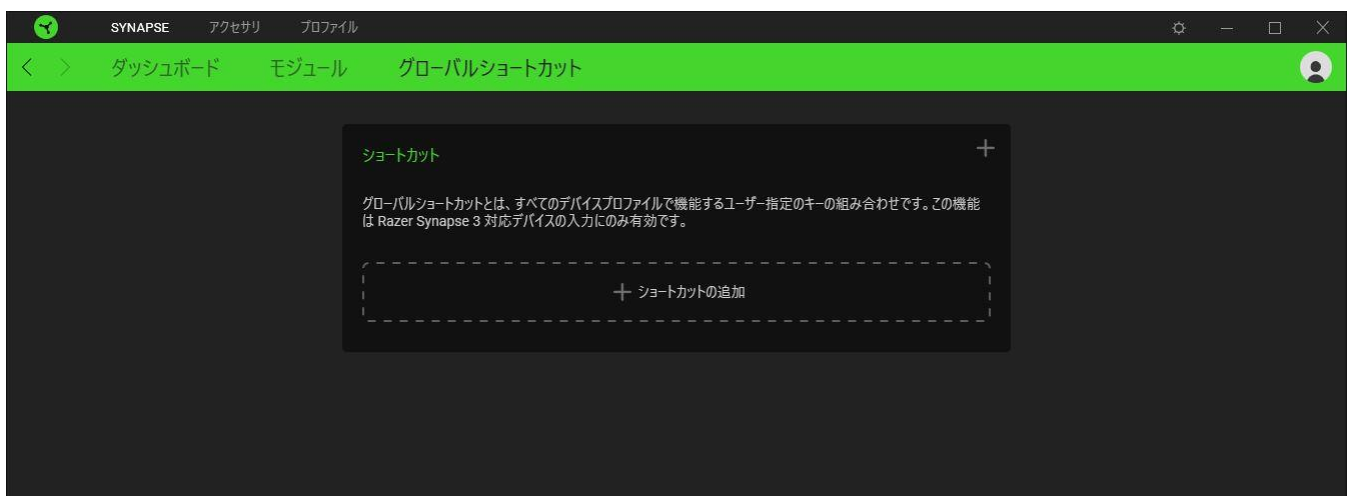 SYNAPSE アクセサリ プロファイル
ダッシュボード モジュール グローバルショートカット
ショートカット
グローバルショートカットとは、すべてのデバイスプロファイルで機能するユーザー指定のキーの組み合わせです。この機能
は Razer Synapse 3 対応デバイスの入力にのみ有効です。
ショートカットの追加